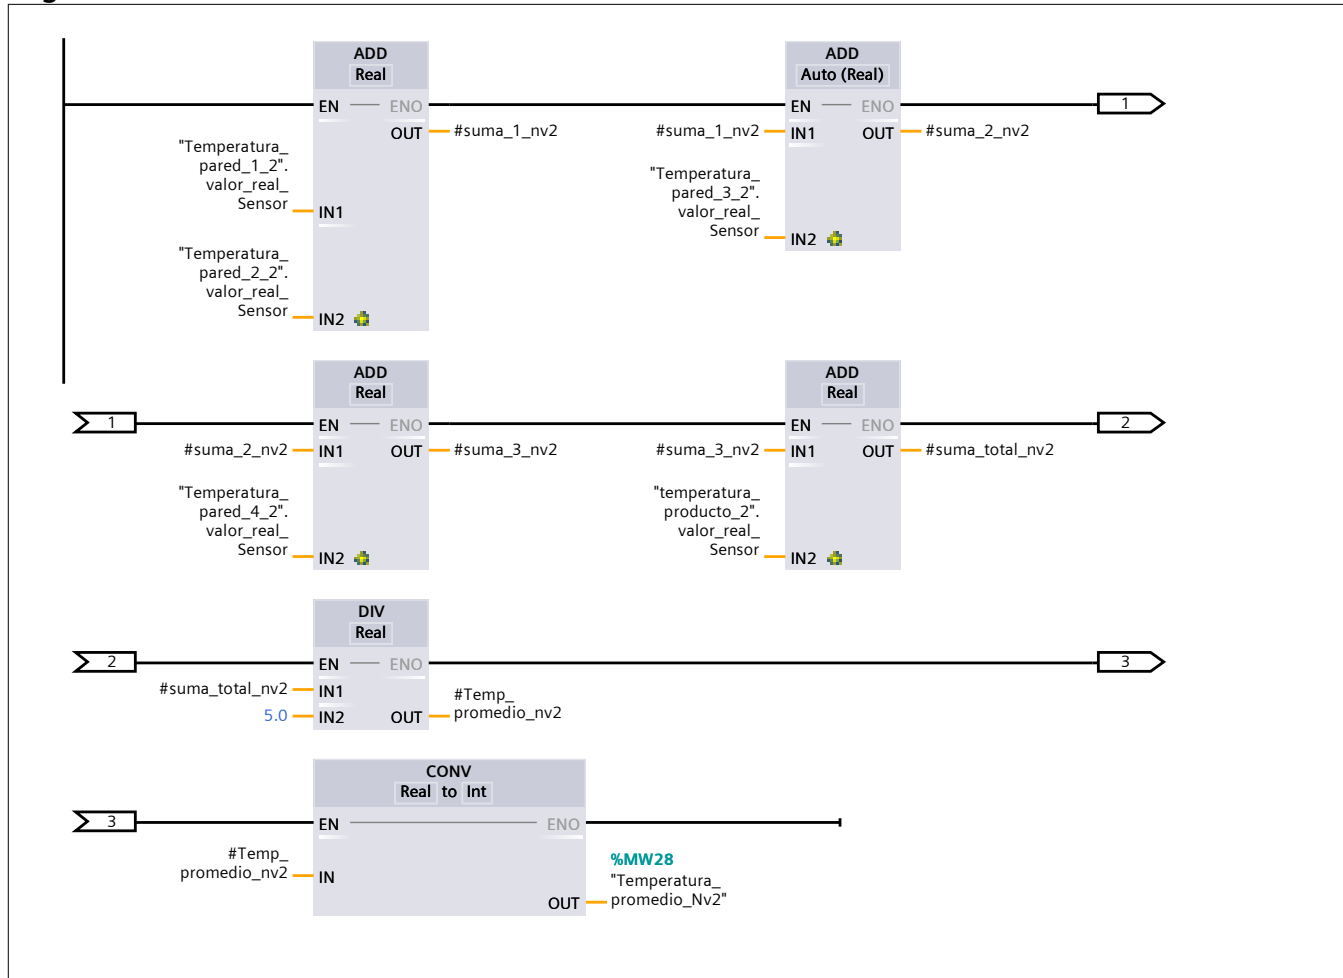 ADD
Real
EN
ENO
OUT
#suma_1_nv2
"Temperatura_
pared_1_2".
valor_real_
Sensor
IN1
"Temperatura_
pared_2_2".
valor_real_
Sensor
IN2
ADD
Auto (Real)
EN
ENO
#suma_1_nv2
IN1
OUT
#suma_2_nv2
"Temperatura_
pared_3_2".
valor_real_
Sensor
IN2
1
1
ADD
Real
EN
ENO
#suma_2_nv2
IN1
OUT
#suma_3_nv2
"Temperatura_
pared_4_2".
valor_real_
Sensor
IN2
ADD
Real
EN
ENO
#suma_3_nv2
IN1
OUT
#suma_total_nv2
"temperatura_
producto_2".
valor_real_
Sensor
IN2
2
2
DIV
Real
EN
ENO
#suma_total_nv2
IN1
5.0
IN2
OUT
#Temp_
promedio_nv2
3
3
CONV
Real to Int
EN
ENO
#Temp_
promedio_nv2
IN
OUT
%MW28
"Temperatura_
promedio_Nv2"